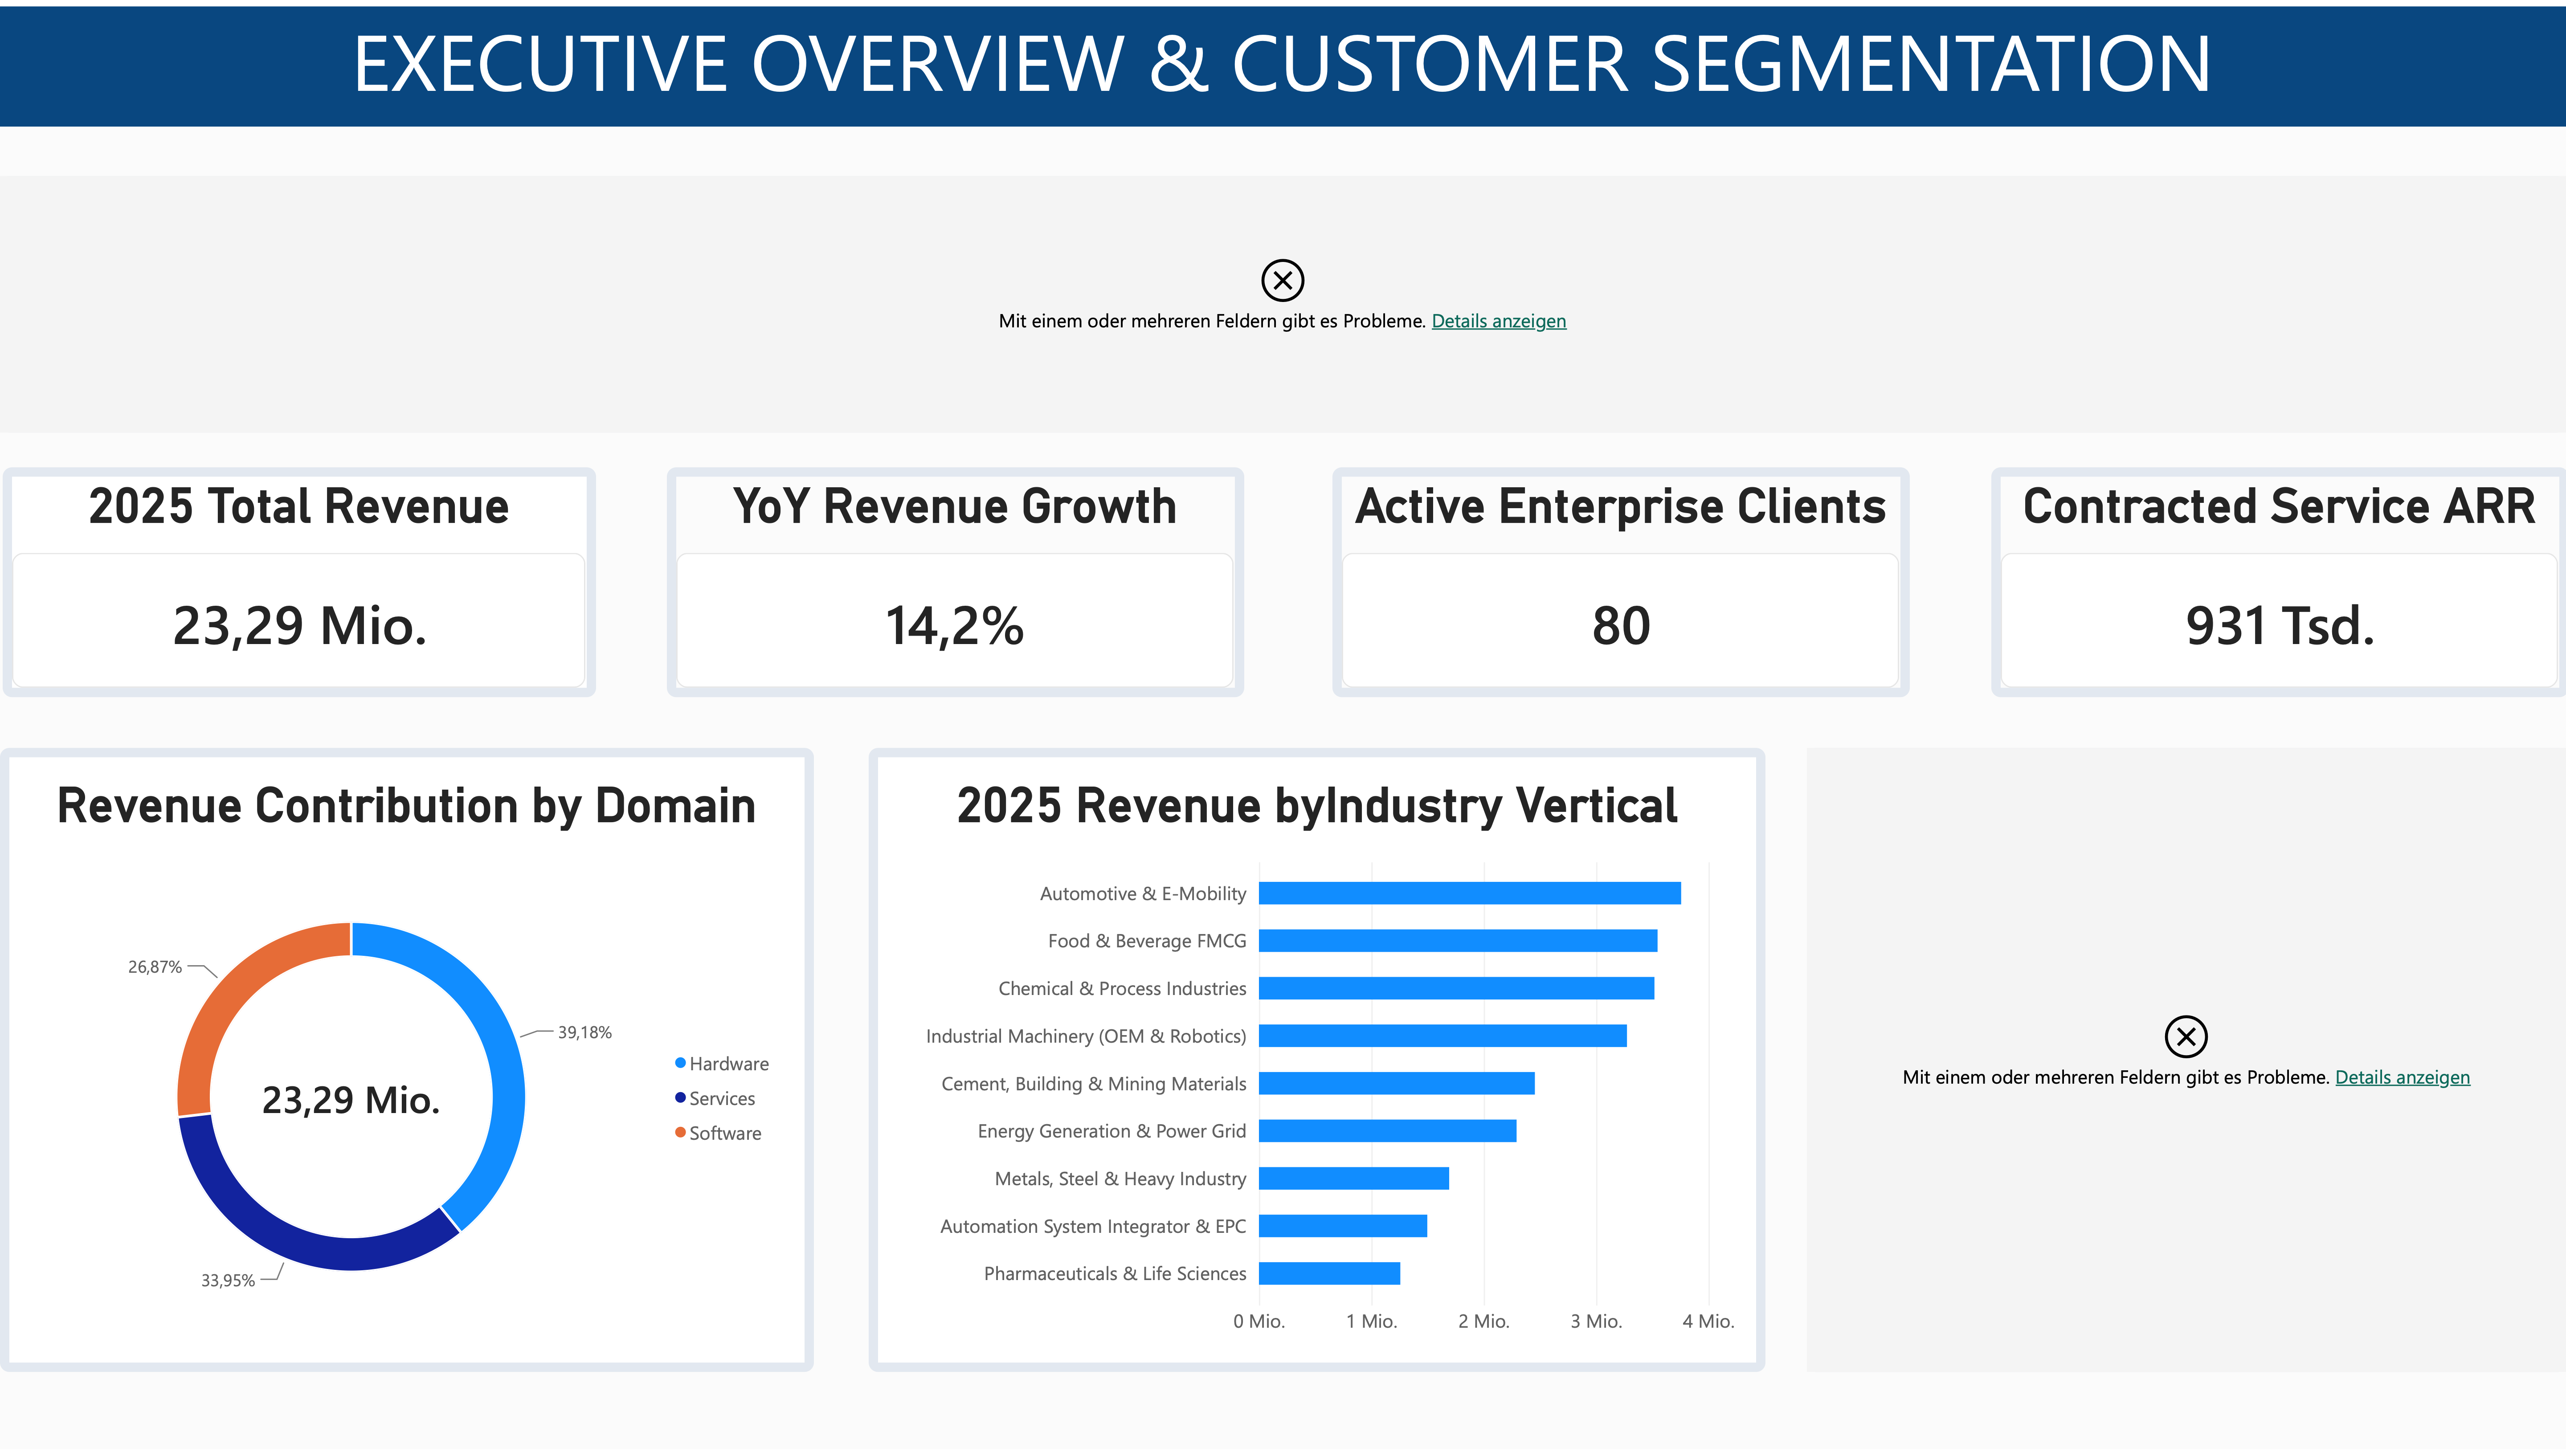 EXECUTIVE OVERVIEW & CUSTOMER SEGMENTATION
Mit einem oder mehreren Feldern gibt es Probleme. Details anzeigen
2025 Total Revenue
23,29 Mio.
YoY Revenue Growth
14,2%
Active Enterprise Clients
80
Contracted Service ARR
931 Tsd.
Revenue Contribution by Domain
26,87%
39,18%
23,29 Mio.
33,95%
Hardware
Services
Software
2025 Revenue byIndustry Vertical
Automotive & E-Mobility
Food & Beverage FMCG
Chemical & Process Industries
Industrial Machinery (OEM & Robotics)
Cement, Building & Mining Materials
Energy Generation & Power Grid
Metals, Steel & Heavy Industry
Automation System Integrator & EPC
Pharmaceuticals & Life Sciences
0 Mio. 1 Mio. 2 Mio. 3 Mio. 4 Mio.
Mit einem oder mehreren Feldern gibt es Probleme. Details anzeigen